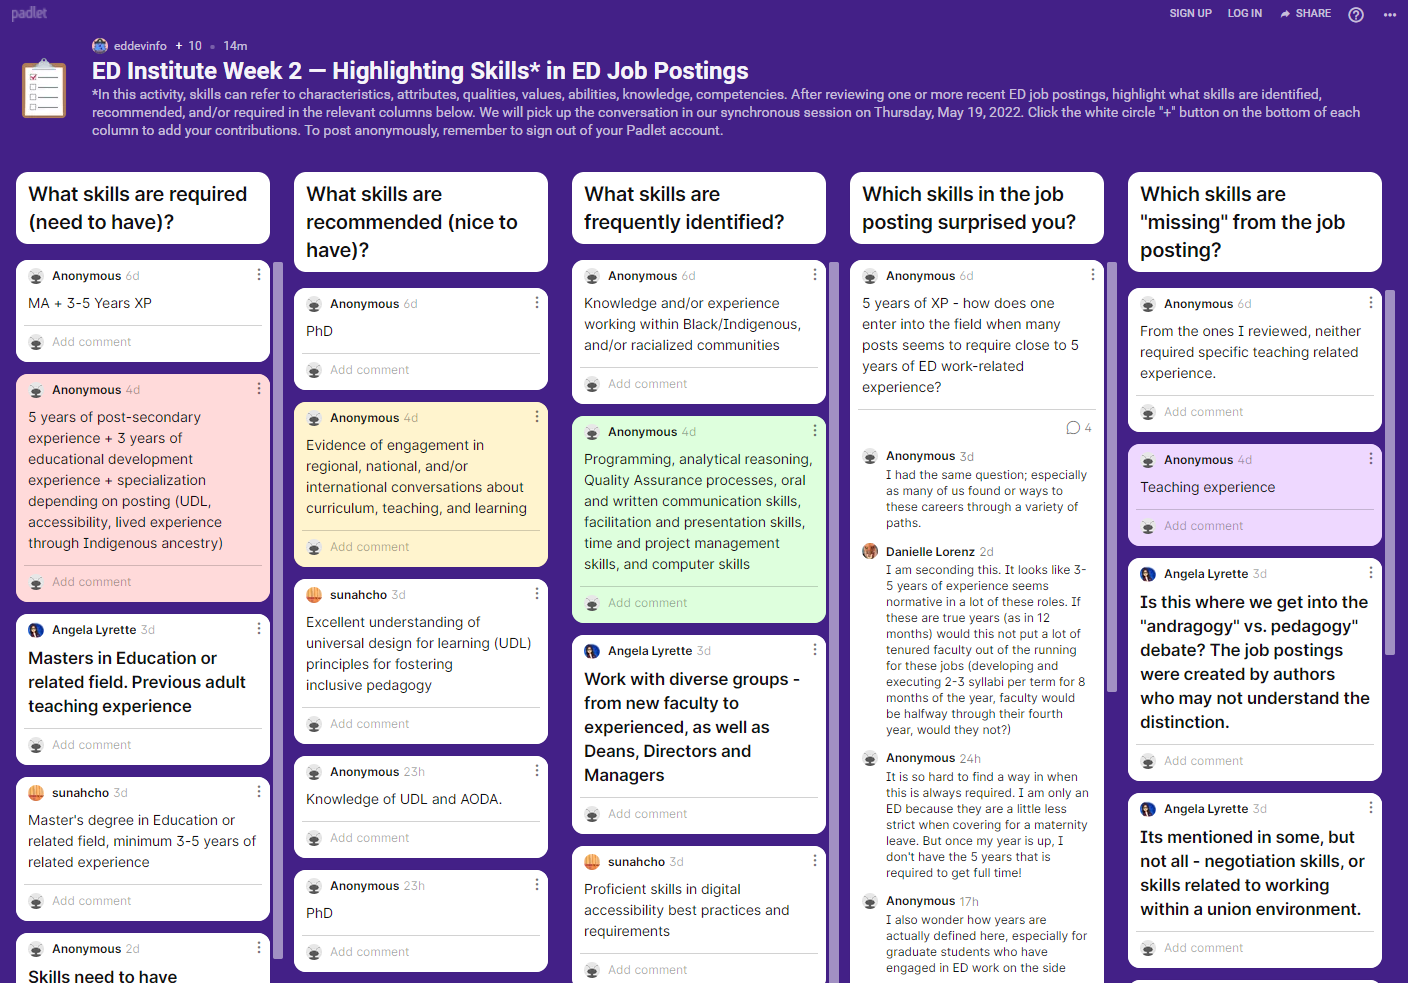 padlet
SIGN UP
LOG IN
SHARE
eddevinfo + 10 • 14m
ED Institute Week 2 — Highlighting Skills* in ED Job Postings
*In this activity, skills can refer to characteristics, attributes, qualities, values, abilities, knowledge, competencies. After reviewing one or more recent ED job postings, highlight what skills are identified,
recommended, and/or required in the relevant columns below. We will pick up the conversation in our synchronous session on Thursday, May 19, 2022. Click the white circle "+" button on the bottom of each
column to add your contributions. To post anonymously, remember to sign out of your Padlet account.
What skills are required
(need to have)?
Anonymous 6d
MA + 3-5 Years XP
Add comment
Anonymous 4d
5 years of post-secondary
experience + 3 years of
educational development
experience + specialization
depending on posting (UDL,
accessibility, lived experience
through Indigenous ancestry)
Add comment
Angela Lyrette 3d
Masters in Education or
related field. Previous adult
teaching experience
Add comment
sunahcho 3d
Master's degree in Education or
related field, minimum 3-5 years of
related experience
Add comment
Anonymous 2d
Skills need to have
What skills are
recommended (nice to
have)?
Anonymous 6d
PhD
Add comment
Anonymous 4d
Evidence of engagement in
regional, national, and/or
international conversations about
curriculum, teaching, and learning
Add comment
sunahcho 3d
Excellent understanding of
universal design for learning (UDL)
principles for fostering
inclusive pedagogy
Add comment
Anonymous 23h
Knowledge of UDL and AODA.
Add comment
Anonymous 23h
PhD
Add comment
What skills are
frequently identified?
Anonymous 6d
Knowledge and/or experience
working within Black/Indigenous,
and/or racialized communities
Add comment
Anonymous 4d
Programming, analytical reasoning,
Quality Assurance processes, oral
and written communication skills,
facilitation and presentation skills,
time and project management
skills, and computer skills
Add comment
Angela Lyrette 3d
Work with diverse groups -
from new faculty to
experienced, as well as
Deans, Directors and
Managers
Add comment
sunahcho 3d
Proficient skills in digital
accessibility best practices and
requirements
Add comment
Which skills in the job
posting surprised you?
Anonymous 6d
5 years of XP - how does one
enter into the field when many
posts seems to require close to 5
years of ED work-related
experience?
4
Anonymous 3d
I had the same question; especially
as many of us found or ways to
these careers through a variety of
paths.
Danielle Lorenz 2d
I am seconding this. It looks like 3-
5 years of experience seems
normative in a lot of these roles. If
these are true years (as in 12
months) would this not put a lot of
tenured faculty out of the running
for these jobs (developing and
executing 2-3 syllabi per term for 8
months of the year, faculty would
be halfway through their fourth
year, would they not?)
Anonymous 24h
It is so hard to find a way in when
this is always required. I am only an
ED because they are a little less
strict when covering for a maternity
leave. But once my year is up, I
don't have the 5 years that is
required to get full time!
Anonymous 17h
I also wonder how years are
actually defined here, especially for
graduate students who have
engaged in ED work on the side
Which skills are
"missing" from the job
posting?
Anonymous 6d
From the ones I reviewed, neither
required specific teaching related
experience.
Add comment
Anonymous 4d
Teaching experience
Add comment
Angela Lyrette 3d
Is this where we get into the
"andragogy" vs. pedagogy"
debate? The job postings
were created by authors
who may not understand the
distinction.
Add comment
Angela Lyrette 3d
Its mentioned in some, but
not all - negotiation skills, or
skills related to working
within a union environment.
Add comment